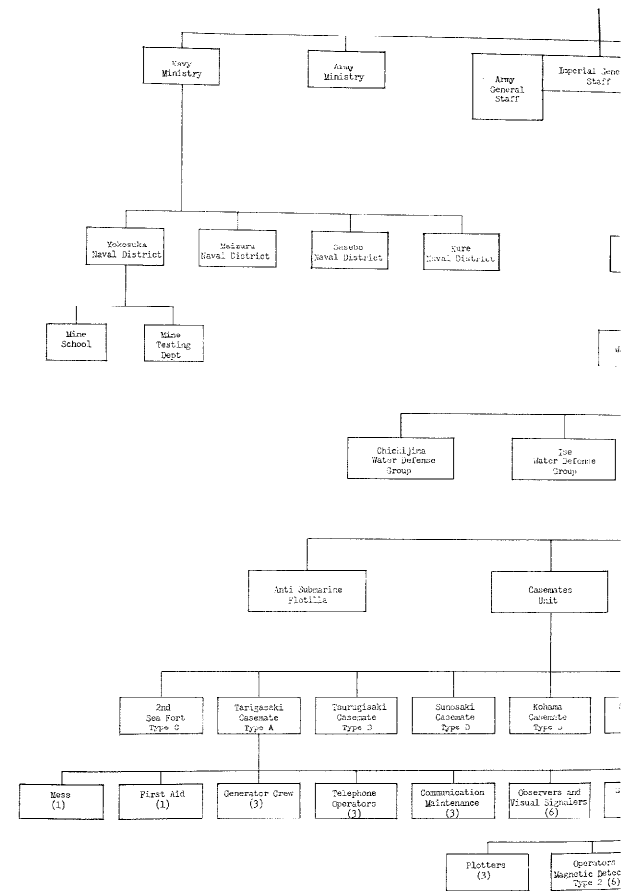 Navy
Ministry
Army
Ministry
Army
General
Staff
Imperial Gene
Staff
Yokosuka
Naval District
Maizuru
Naval District
Sasebo
Naval District
Kure
Naval District
Mine
School
Mine
Testing
Dept
Chichijima
Water Defense
Group
Ise
Water Defense
Group
Anti Submarine
Flotilla
Casemates
Unit
2nd
Sea Fort
Type C
Tarigasaki
Casemate
Type A
Tsurugisaki
Casemate
Type
Sunosaki
Casemate
Type
Kohama
Casemate
Type
Mess
(1)
First Aid
(1)
Generator Crew
(3)
Telephone
Operators
(3)
Communication
Maintenance
(3)
Observers and
Visual Signalers
(6)
Plotters
(3)
Operators
Magnetic Detec
Type 2 (6)